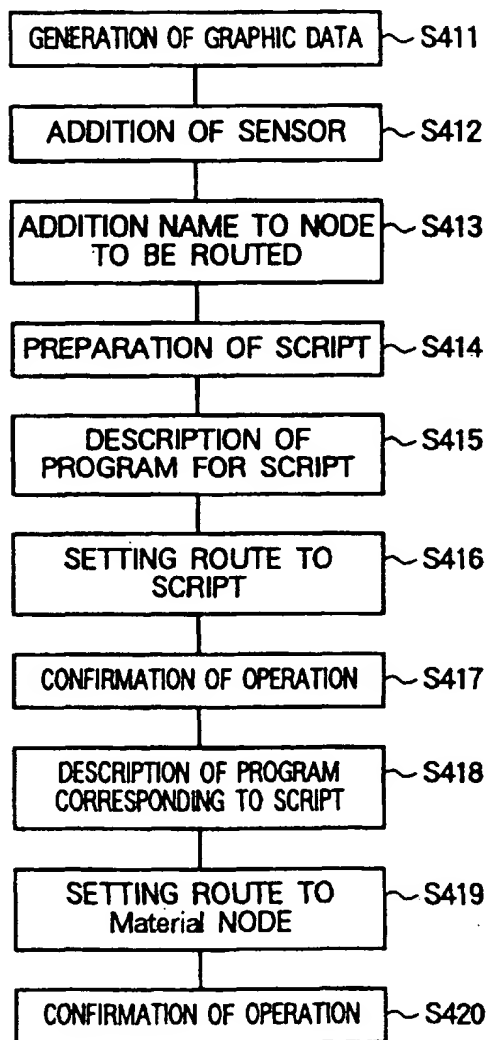 GENERATION OF GRAPHIC DATA S411
ADDITION OF SENSOR S412
ADDITION NAME TO NODE S413
TO BE ROUTED
PREPARATION OF SCRIPT S414
DESCRIPTION OF S415
PROGRAM FOR SCRIPT
SETTING ROUTE TO S416
SCRIPT
CONFIRMATION OF OPERATION S417
DESCRIPTION OF PROGRAM S418
CORRESPONDING TO SCRIPT
SETTING ROUTE TO S419
Material NODE
CONFIRMATION OF OPERATION S420